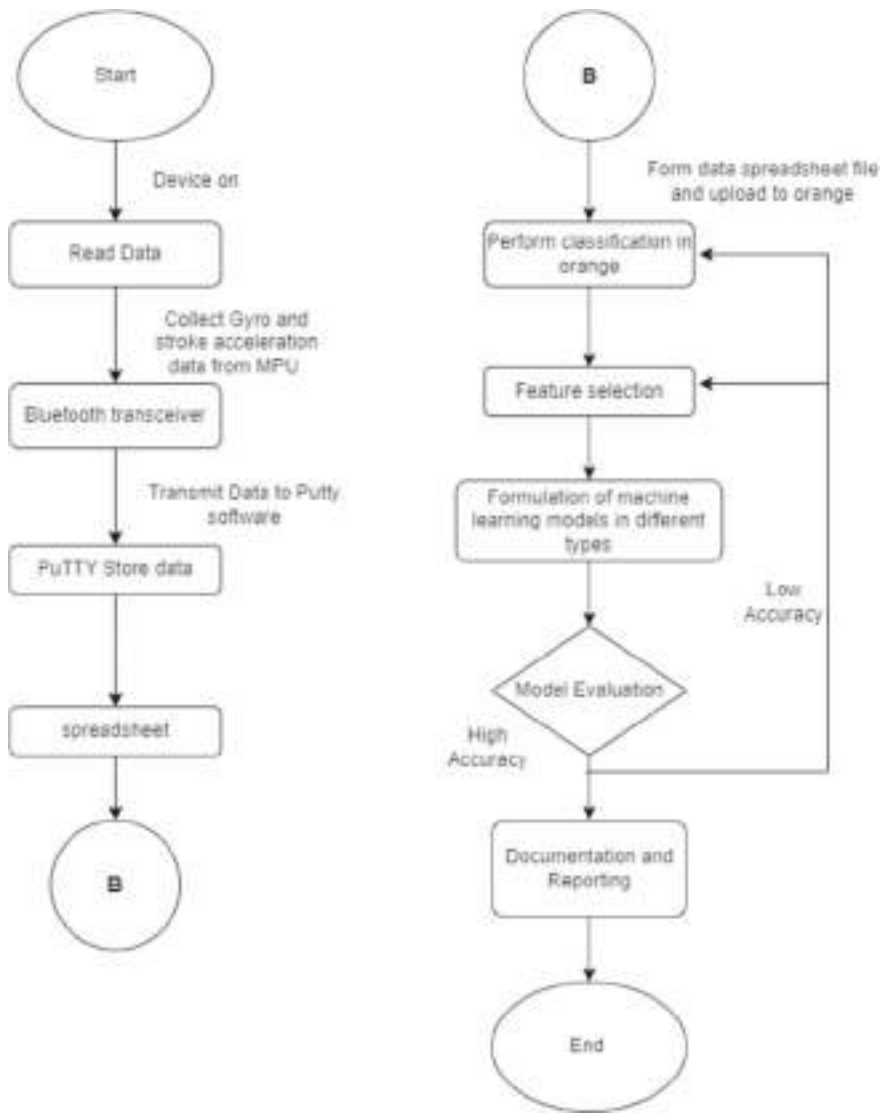 Start
Device on
Read Data
Collect Gyro and
stroke acceleration
data from MPU
Bluetooth transceiver
Transmit Data to Putty
software
PuTTY Store data
spreadsheet
B
B
Form data spreadsheet file
and upload to orange
Perform classification in
orange
Feature selection
Formulation of machine
learning models in different
types
Low
Accuracy
Model Evaluation
High
Accuracy
Documentation and
Reporting
End